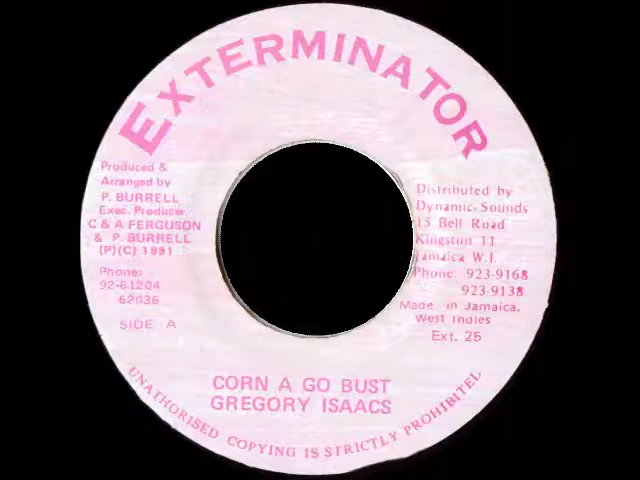 EXTERMINATOR
Produced &
Arranged by
P. BURRELL
Exec. Producer
C & A FERGUSON
& P. BURRELL
(P)(C) 1991
Phone:
92-61204
62036
SIDE A
Distributed by
Dynamic Sounds
15 Bell Road
Kingston 11
Jamaica W.I.
Phone: 923-9168
923-9138
Made in Jamaica.
West Indies
Ext. 25
CORN A GO BUST
GREGORY ISAACS
UNAUTHORISED COPYING IS STRICTLY PROHIBITEL